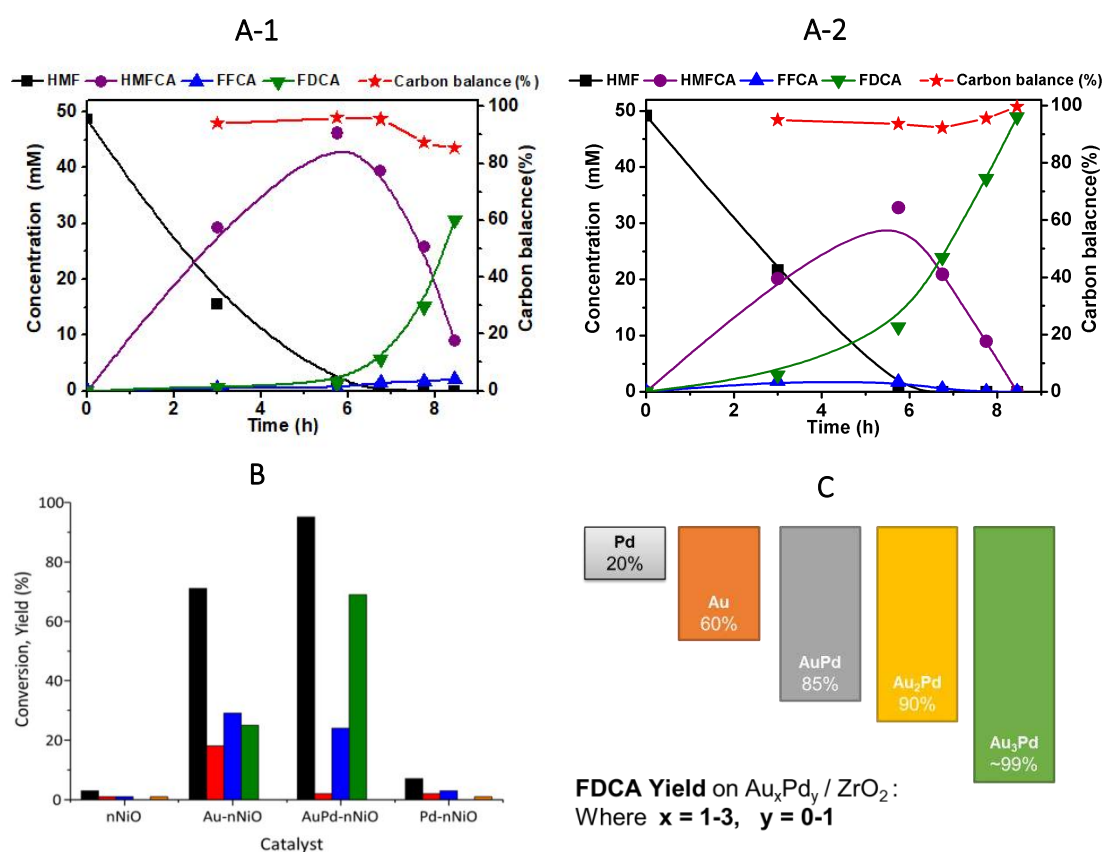 A-1
HMF HMFCA FFCA FDCA Carbon balance (%)
50
40
30
20
10
0
100
80
60
40
20
0
Concentration (mM)
Carbon balacnce(%)
0 2 4 6 8
Time (h)
A-2
HMF HMFCA FFCA FDCA Carbon balance (%)
50
40
30
20
10
0
100
80
60
40
20
0
Concentration (mM)
Carbon balacnce(%)
0 2 4 6 8
Time (h)
B
100
80
60
40
20
0
Conversion, Yield (%)
nNiO Au-nNiO AuPd-nNiO Pd-nNiO
Catalyst
C
Pd
20%
Au
60%
AuPd
85%
Au₂Pd
90%
Au₃Pd
~99%
FDCA Yield on AuₓPdᵧ / ZrO₂ :
Where x = 1-3, y = 0-1